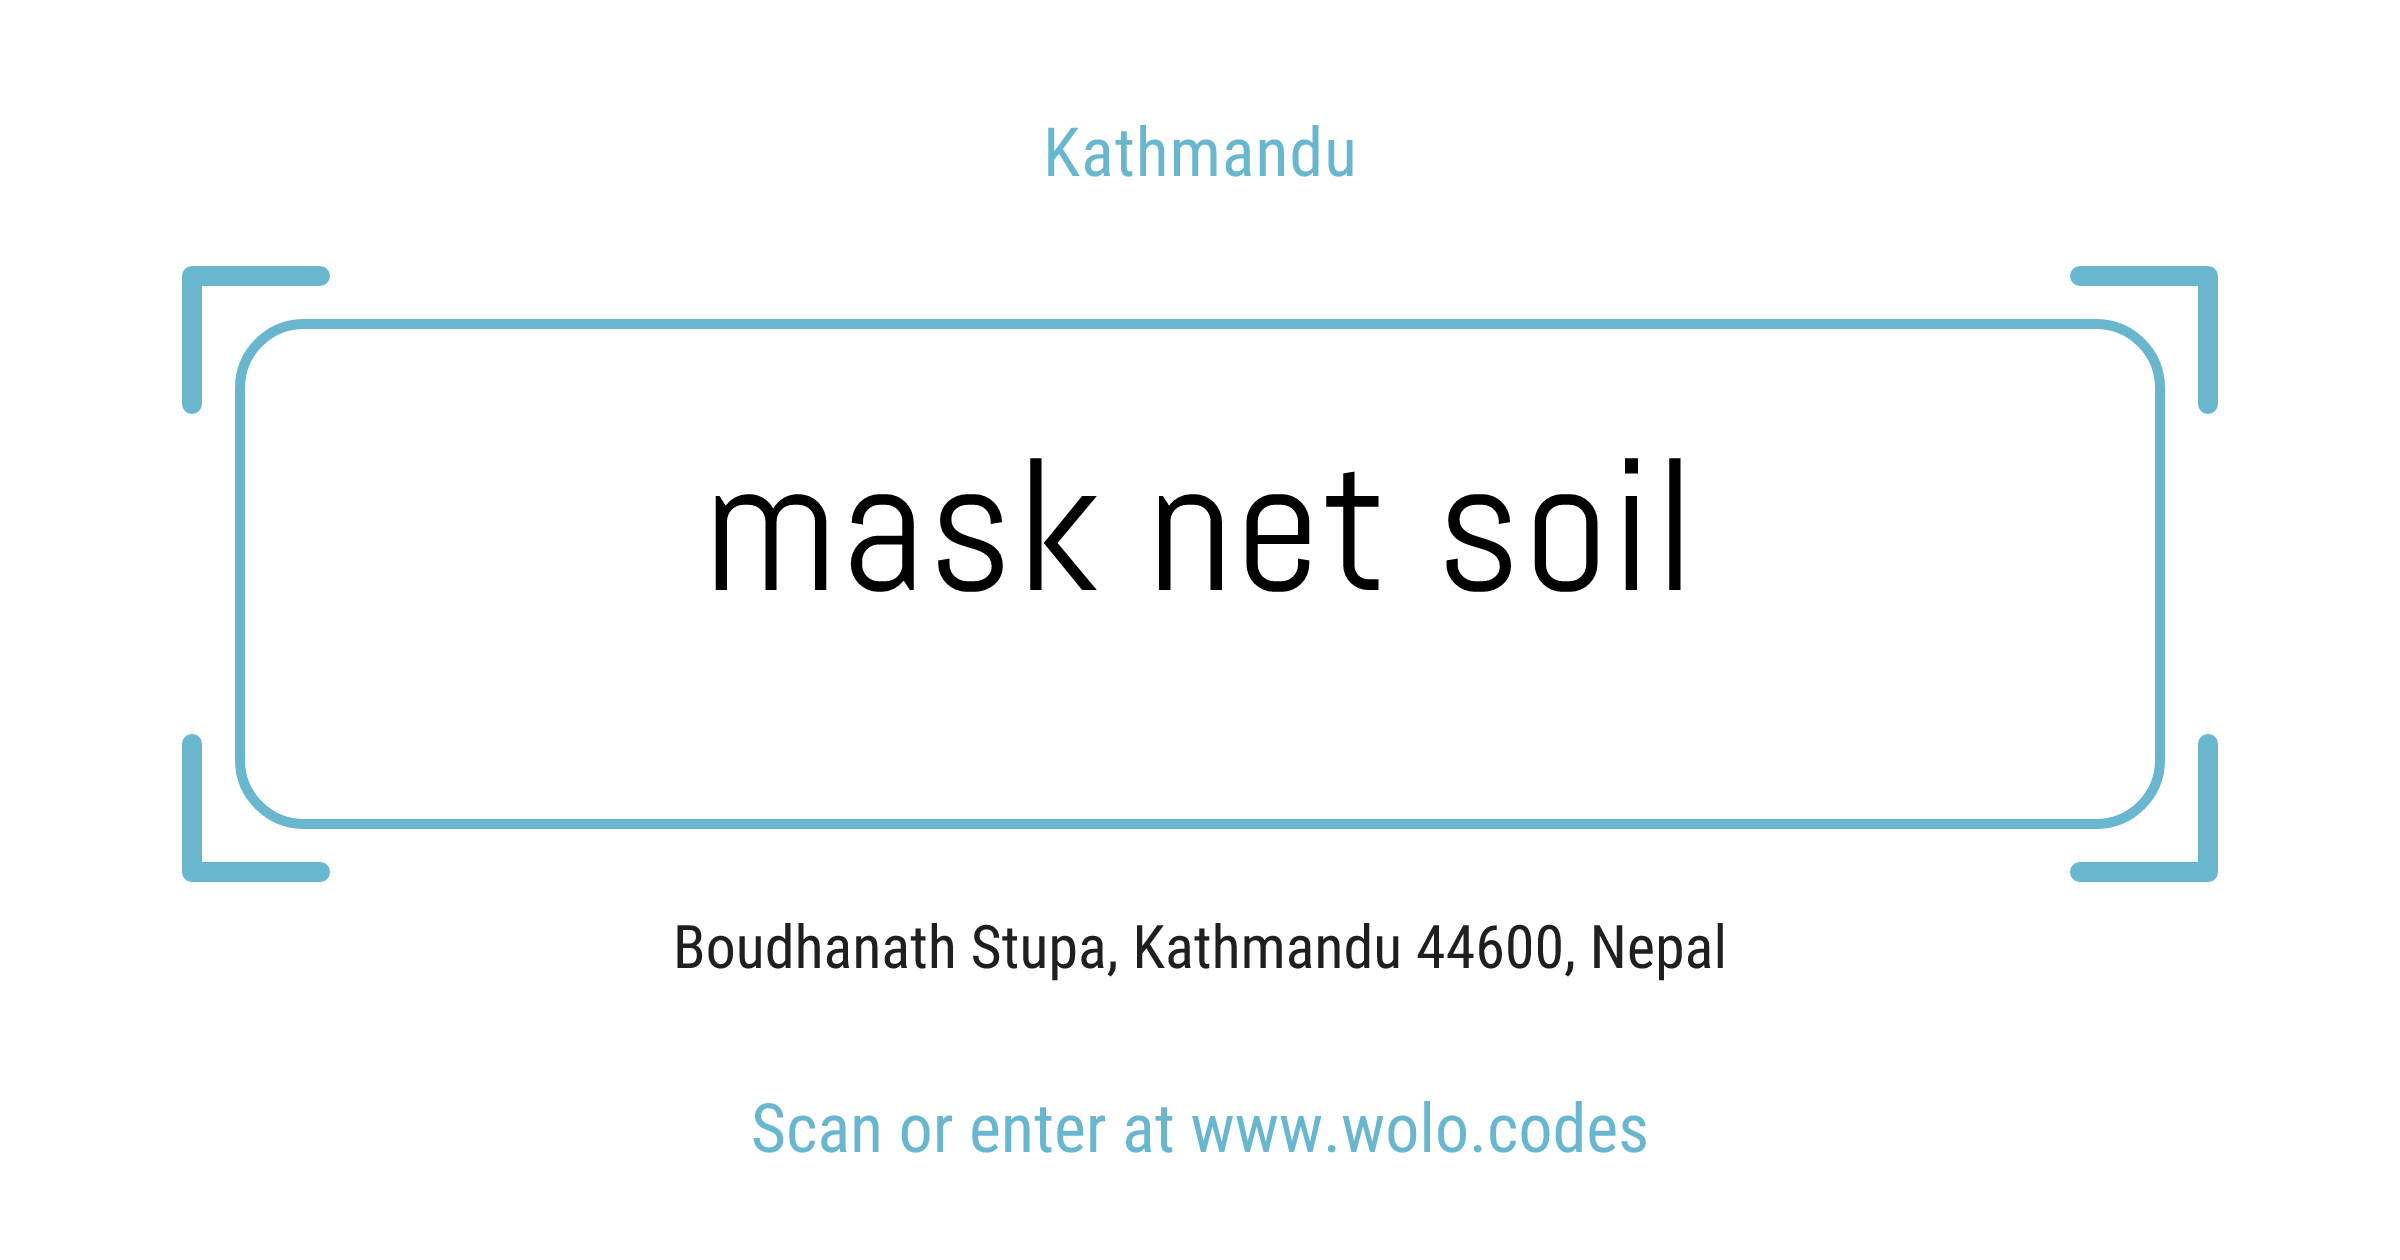 Kathmandu
mask net soil
Boudhanath Stupa, Kathmandu 44600, Nepal
Scan or enter at www.wolo.codes